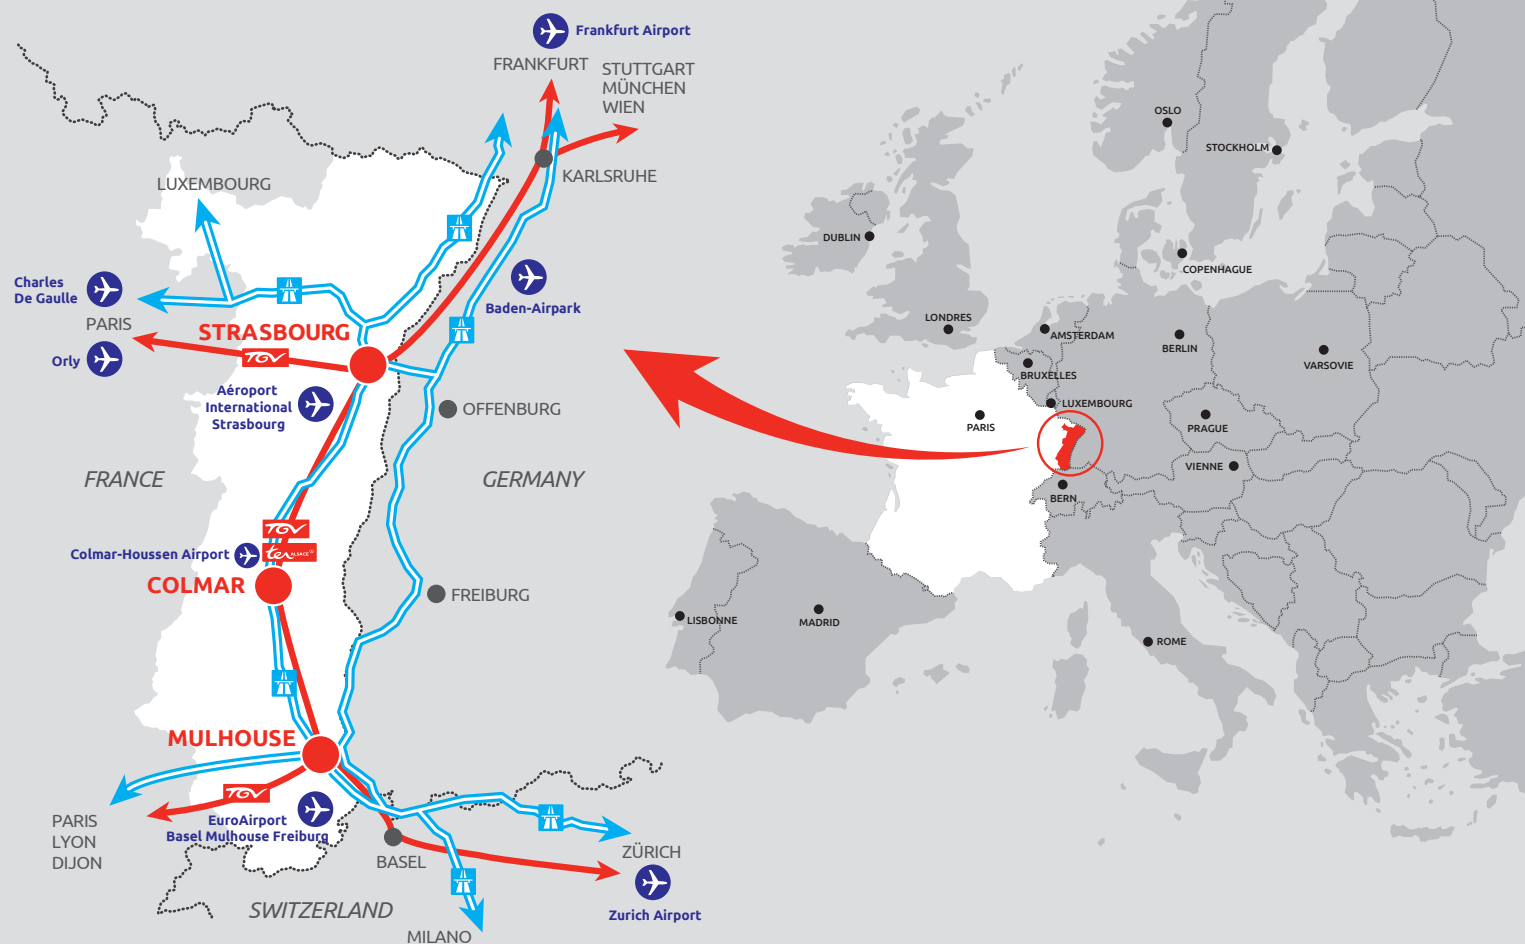 Frankfurt Airport
FRANKFURT
STUTTGART
MÜNCHEN
WIEN
KARLSRUHE
LUXEMBOURG
Charles
De Gaulle
PARIS
Orly
STRASBOURG
TGV
Baden-Airpark
Aéroport
International
Strasbourg
OFFENBURG
FRANCE
GERMANY
TGV
Colmar-Houssen Airport
ter ALSACE
COLMAR
FREIBURG
MULHOUSE
TGV
PARIS
LYON
DIJON
EuroAirport
Basel Mulhouse Freiburg
BASEL
ZÜRICH
Zurich Airport
SWITZERLAND
MILANO
OSLO
STOCKHOLM
DUBLIN
COPENHAGUE
LONDRES
AMSTERDAM
BERLIN
VARSOVIE
BRUXELLES
LUXEMBOURG
PARIS
PRAGUE
VIENNE
BERN
LISBONNE
MADRID
ROME